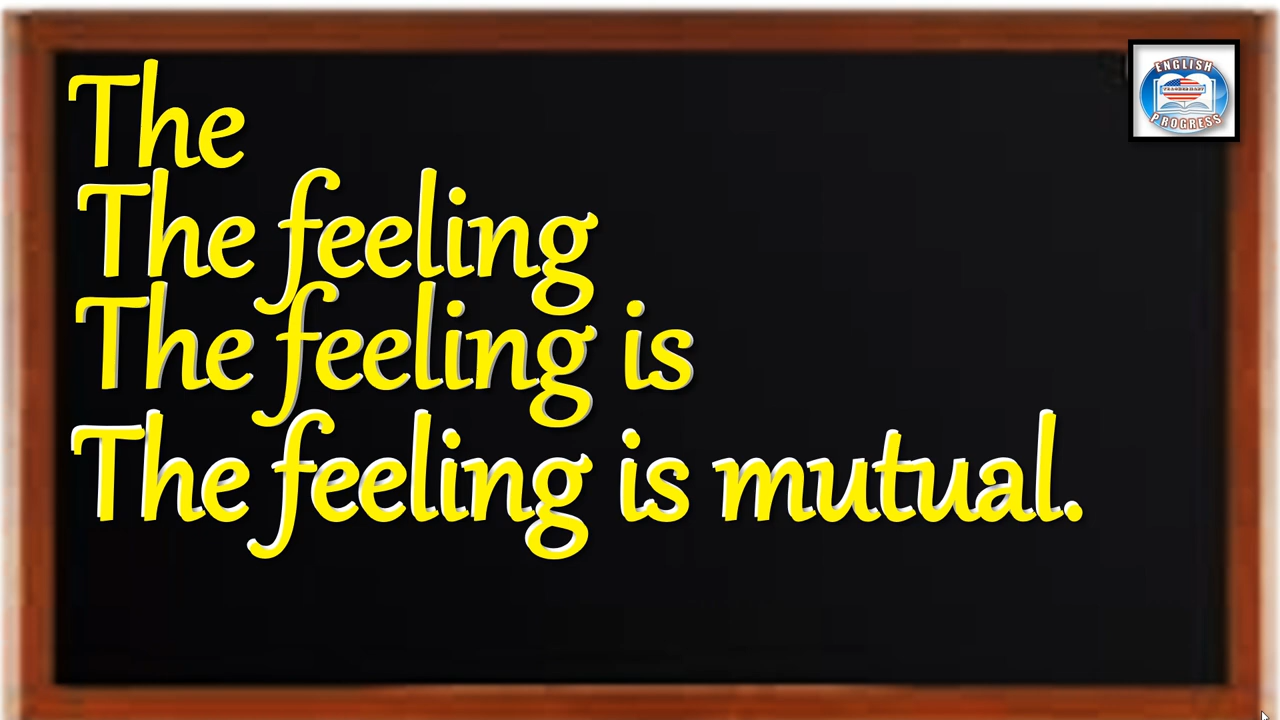 The
The feeling
The feeling is
The feeling is mutual.
ENGLISH
PROGRESS